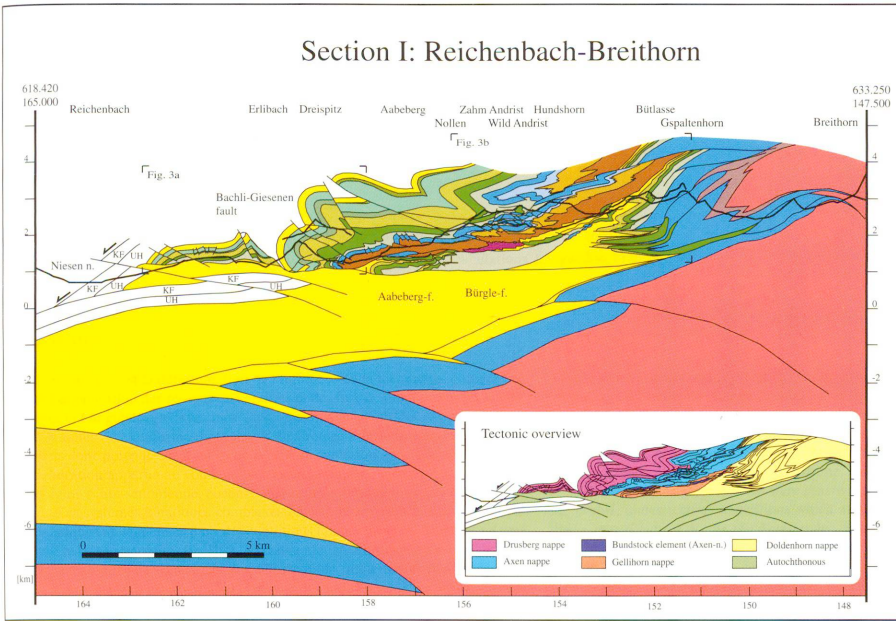 Section I: Reichenbach-Breithorn
618.420
165.000
633.250
147.500
Reichenbach
Erlibach
Dreispitz
Aabeberg
Zahm Andrist
Hundshorn
Bütlasse
Nollen
Wild Andrist
Gspaltenhorn
Breithorn
Fig. 3a
Fig. 3b
Bachli-Giesenen
fault
Niesen n.
KF
UH
KF
UH
KF
UH
UH
Aabeberg-f.
Bürgle-f.
4
2
0
-2
-4
-6
[km]
4
2
0
-2
-4
-6
0
5 km
Tectonic overview
Drusberg nappe
Bundstock element (Axen-n.)
Doldenhorn nappe
Axen nappe
Gellihorn nappe
Autochthonous
164
162
160
158
156
154
152
150
148